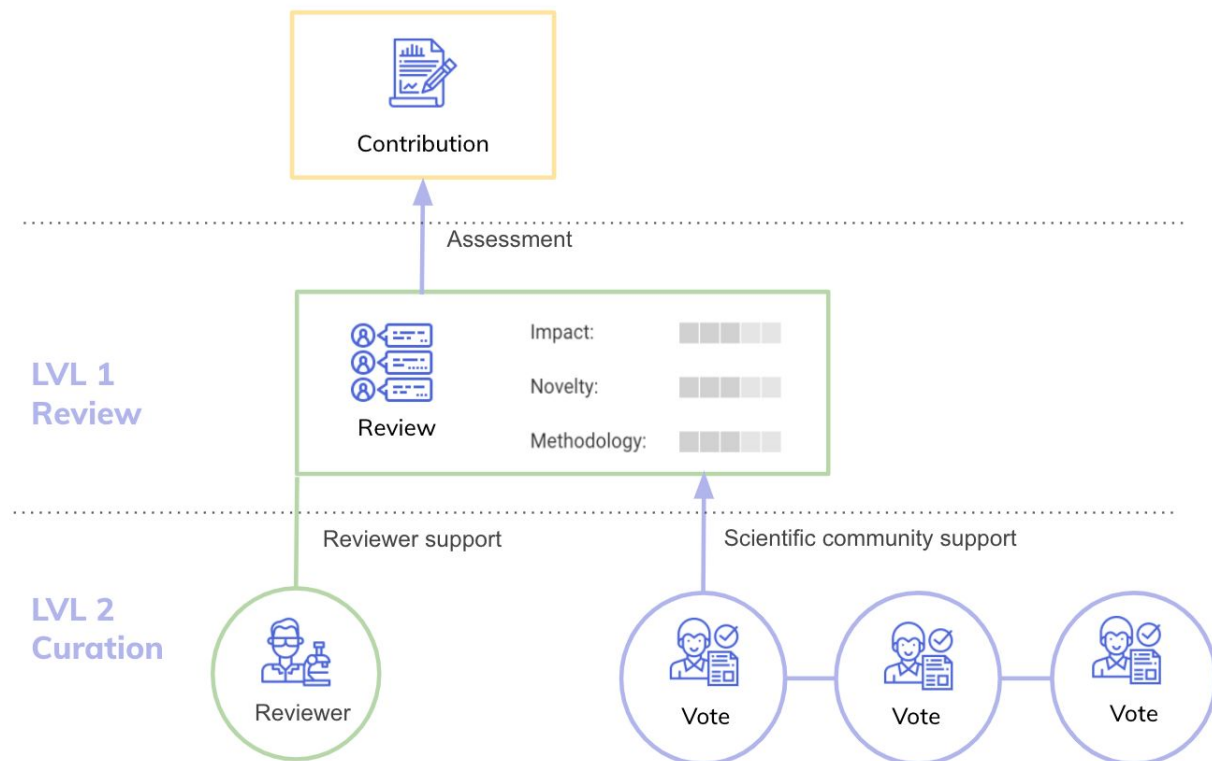 Contribution
Assessment
LVL 1
Review
Review
Impact:
Novelty:
Methodology:
Reviewer support
Scientific community support
LVL 2
Curation
Reviewer
Vote
Vote
Vote